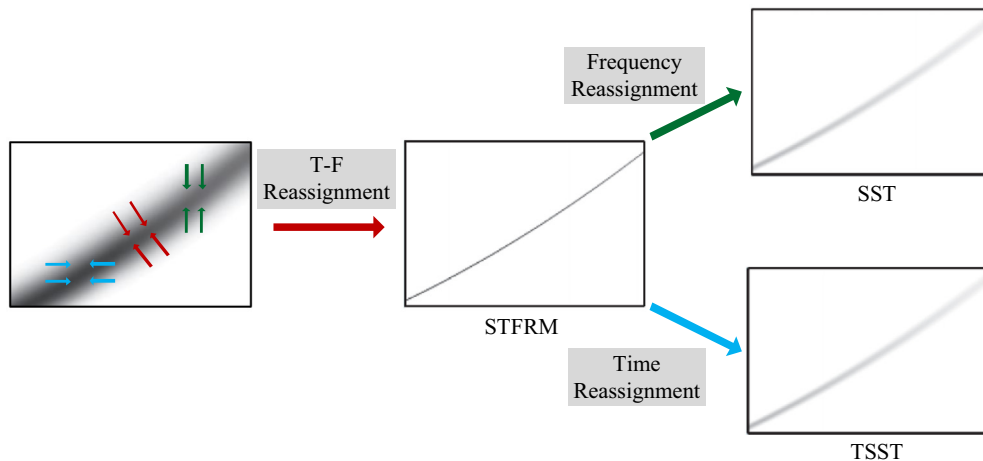 T-F
Reassignment
STFRM
Frequency
Reassignment
SST
Time
Reassignment
TSST